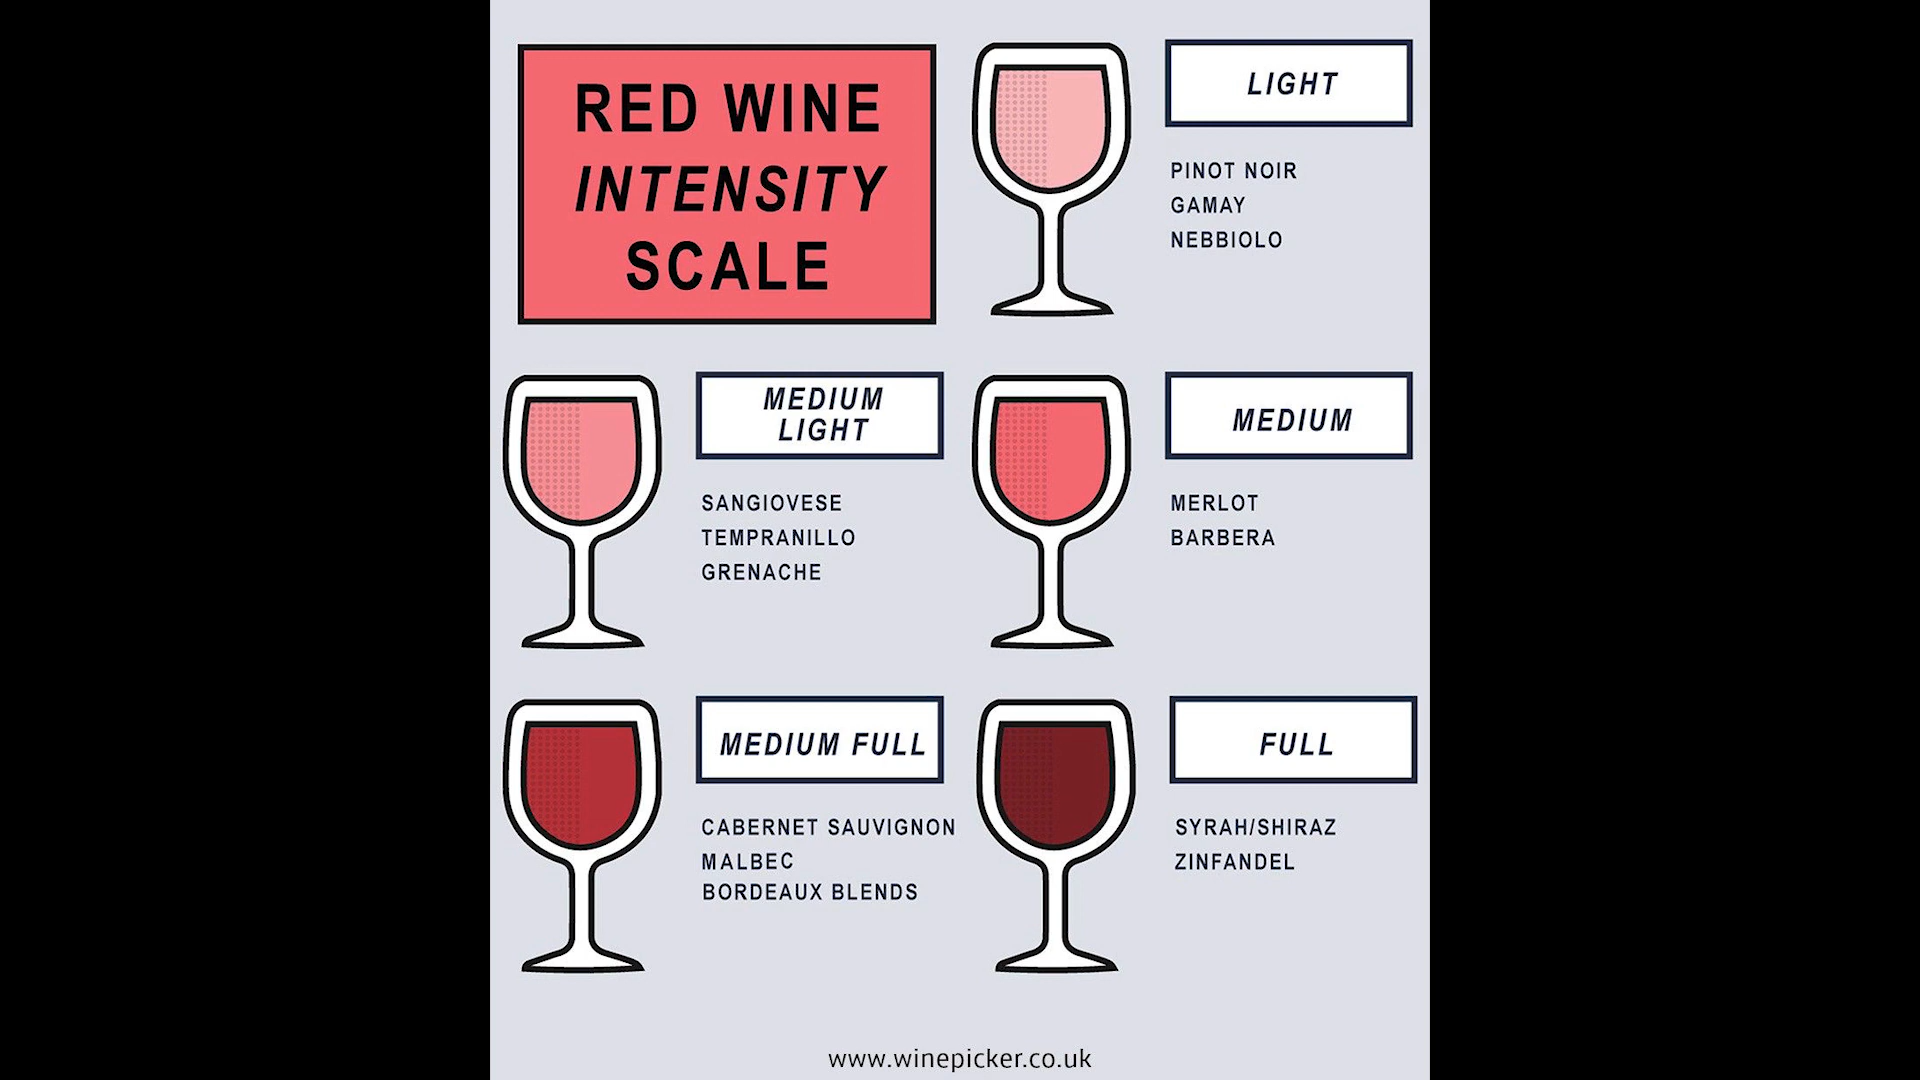 RED WINE
INTENSITY
SCALE
LIGHT
PINOT NOIR
GAMAY
NEBBIOLO
MEDIUM
LIGHT
SANGIOVESE
TEMPRANILLO
GRENACHE
MEDIUM
MERLOT
BARBERA
MEDIUM FULL
CABERNET SAUVIGNON
MALBEC
BORDEAUX BLENDS
FULL
SYRAH/SHIRAZ
ZINFANDEL
www.winepicker.co.uk